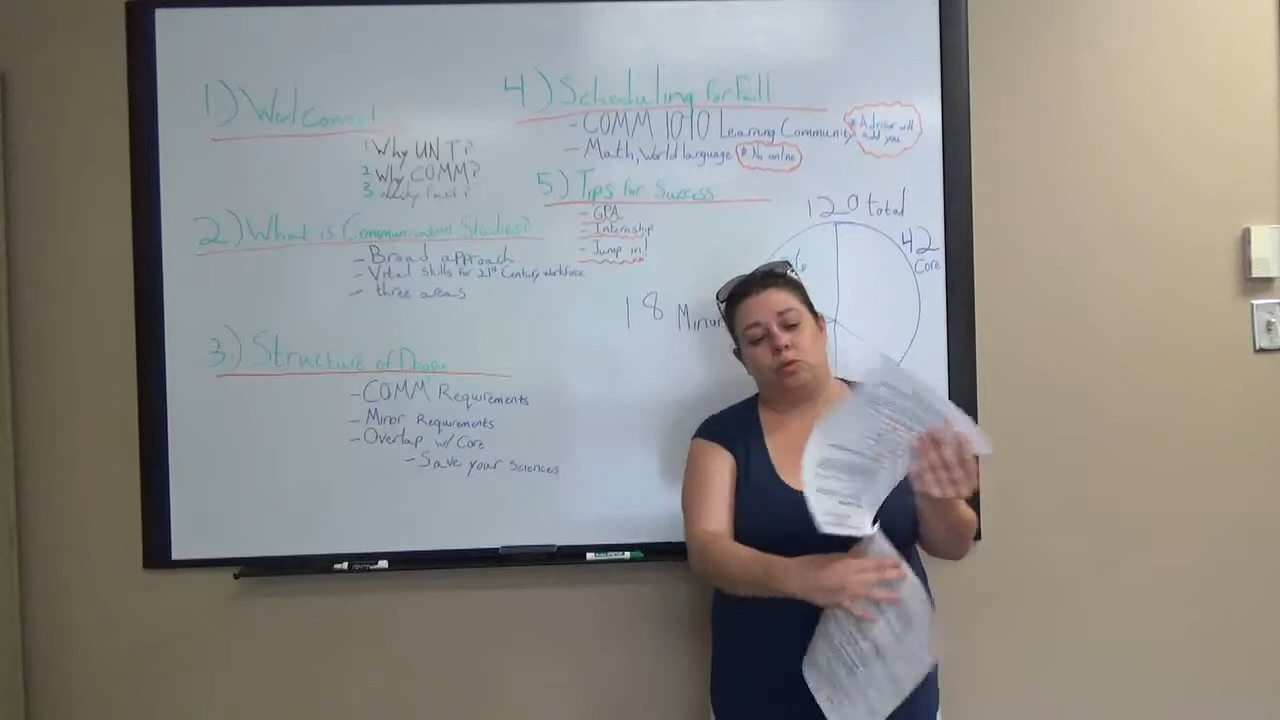 1) Welcome!
1 Why UNT?
2 Why COMM?
3
2) What is Communication Studies?
- Broad approach
- Vital skills for 21st Century workforce
- three areas
3) Structure of
- COMM Requirements
- Minor Requirements
- Overlap w/ Core
- Save your sciences
4) Scheduling for Fall
- COMM 1010 Learning Community
* Advisor will
add you
- Math, World language * No online
5) Tips for Success
- GPA
- Internship
- Jump in!
120 total
42
Core
18 Minor